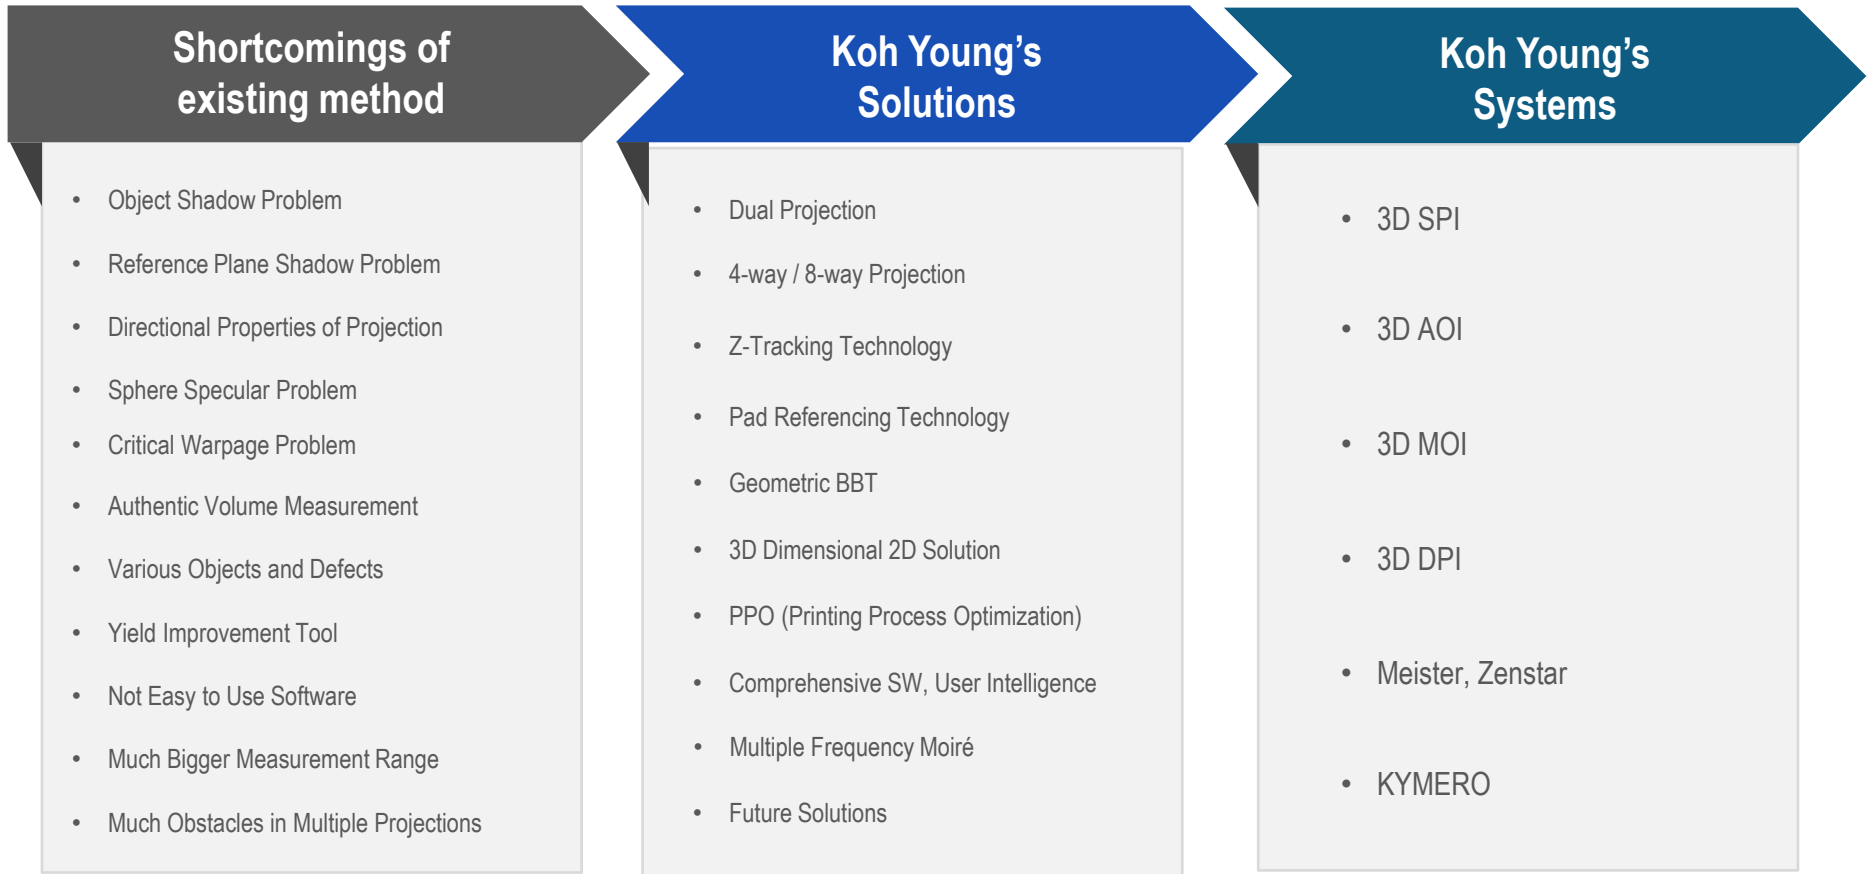 Shortcomings of
existing method
• Object Shadow Problem
• Reference Plane Shadow Problem
• Directional Properties of Projection
• Sphere Specular Problem
• Critical Warpage Problem
• Authentic Volume Measurement
• Various Objects and Defects
• Yield Improvement Tool
• Not Easy to Use Software
• Much Bigger Measurement Range
• Much Obstacles in Multiple Projections
Koh Young’s
Solutions
• Dual Projection
• 4-way / 8-way Projection
• Z-Tracking Technology
• Pad Referencing Technology
• Geometric BBT
• 3D Dimensional 2D Solution
• PPO (Printing Process Optimization)
• Comprehensive SW, User Intelligence
• Multiple Frequency Moiré
• Future Solutions
Koh Young’s
Systems
• 3D SPI
• 3D AOI
• 3D MOI
• 3D DPI
• Meister, Zenstar
• KYMERO